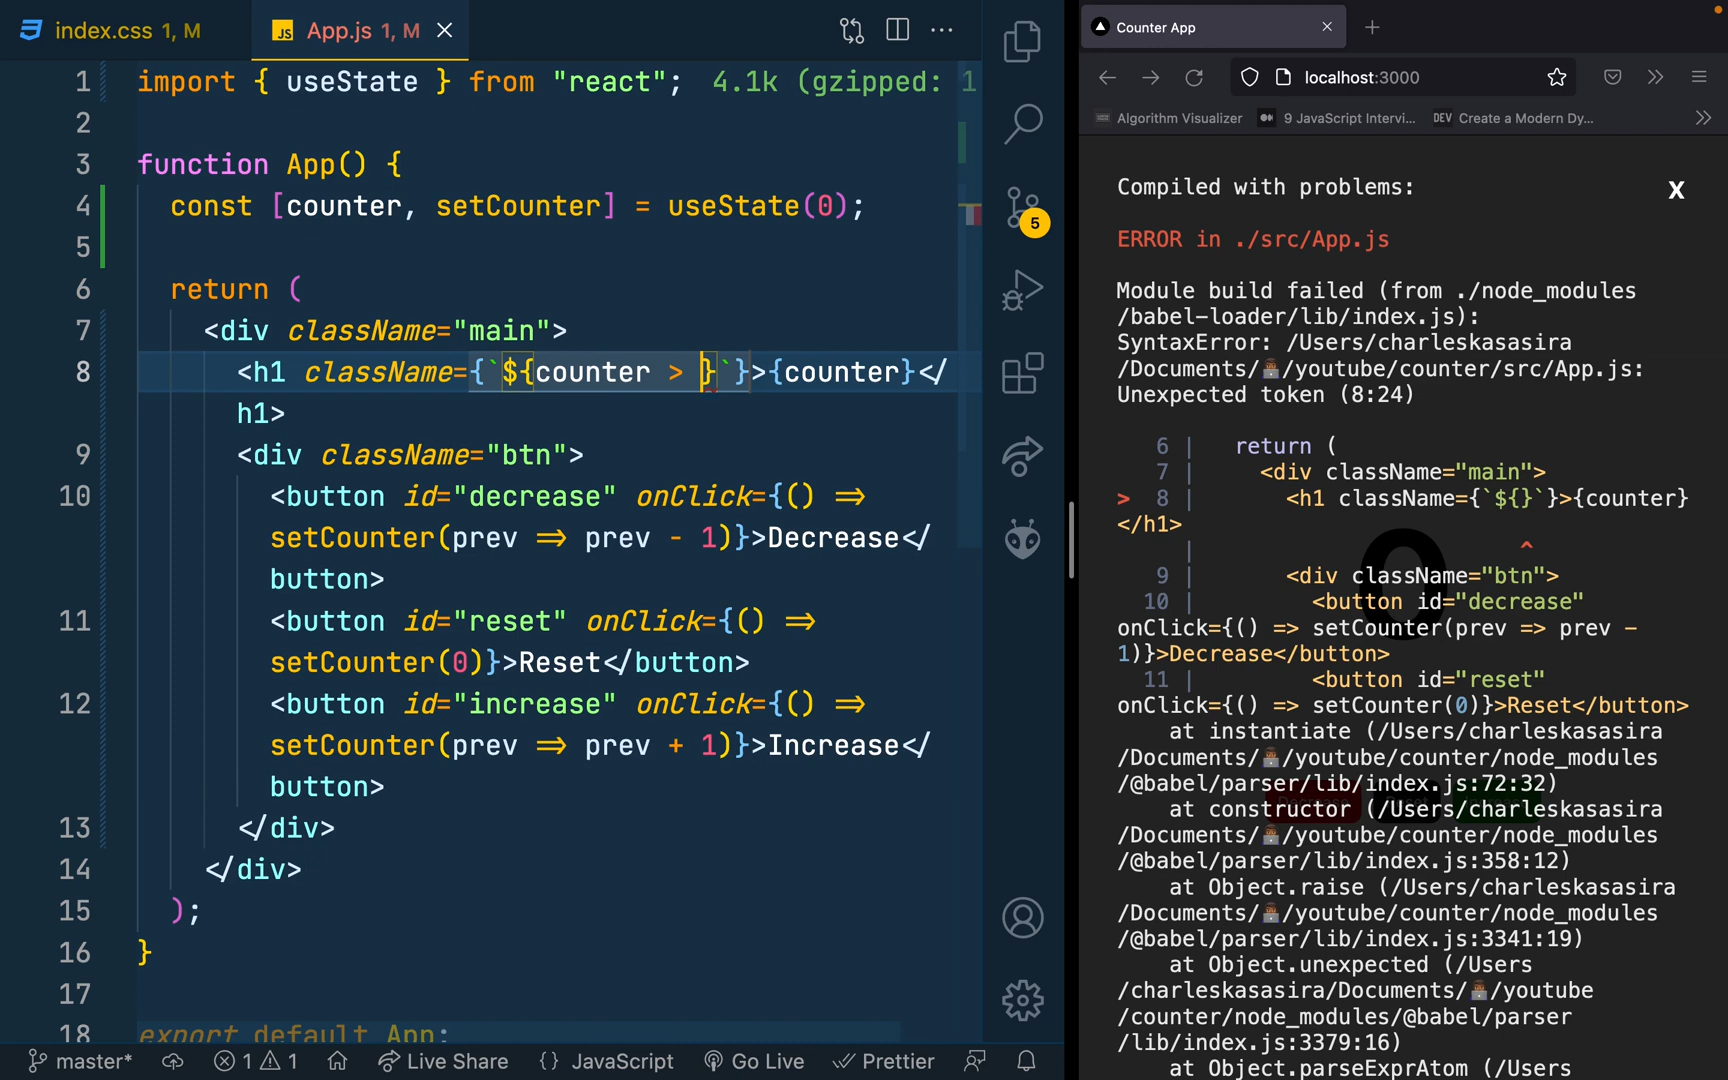 index.css 1, M
JS App.js 1, M
1 import { useState } from "react"; 4.1k (gzipped: 1
2
3 function App() {
4 const [counter, setCounter] = useState(0);
5
6 return (
7 <div className="main">
8 <h1 className={`${counter > }`}>{counter}</
h1>
9 <div className="btn">
10 <button id="decrease" onClick={() =>
setCounter(prev => prev - 1)}>Decrease</
button>
11 <button id="reset" onClick={() =>
setCounter(0)}>Reset</button>
12 <button id="increase" onClick={() =>
setCounter(prev => prev + 1)}>Increase</
button>
13 </div>
14 </div>
15 );
16 }
17
18 export default App;
5
master* 1 1 Live Share {} JavaScript Go Live Prettier
Counter App
localhost:3000
Algorithm Visualizer 9 JavaScript Intervi... DEV Create a Modern Dy...
Compiled with problems: X
ERROR in ./src/App.js
Module build failed (from ./node_modules
/babel-loader/lib/index.js):
SyntaxError: /Users/charleskasasira
/Documents/👨🏾‍💻/youtube/counter/src/App.js:
Unexpected token (8:24)
6 | return (
7 | <div className="main">
> 8 | <h1 className={`${}`}>{counter}
</h1>
| ^
9 | <div className="btn">
10 | <button id="decrease"
onClick={() => setCounter(prev => prev -
1)}>Decrease</button>
11 | <button id="reset"
onClick={() => setCounter(0)}>Reset</button>
at instantiate (/Users/charleskasasira
/Documents/👨🏾‍💻/youtube/counter/node_modules
/@babel/parser/lib/index.js:72:32)
at constructor (/Users/charleskasasira
/Documents/👨🏾‍💻/youtube/counter/node_modules
/@babel/parser/lib/index.js:358:12)
at Object.raise (/Users/charleskasasira
/Documents/👨🏾‍💻/youtube/counter/node_modules
/@babel/parser/lib/index.js:3341:19)
at Object.unexpected (/Users
/charleskasasira/Documents/👨🏾‍💻/youtube
/counter/node_modules/@babel/parser
/lib/index.js:3379:16)
at Object.parseExprAtom (/Users
0